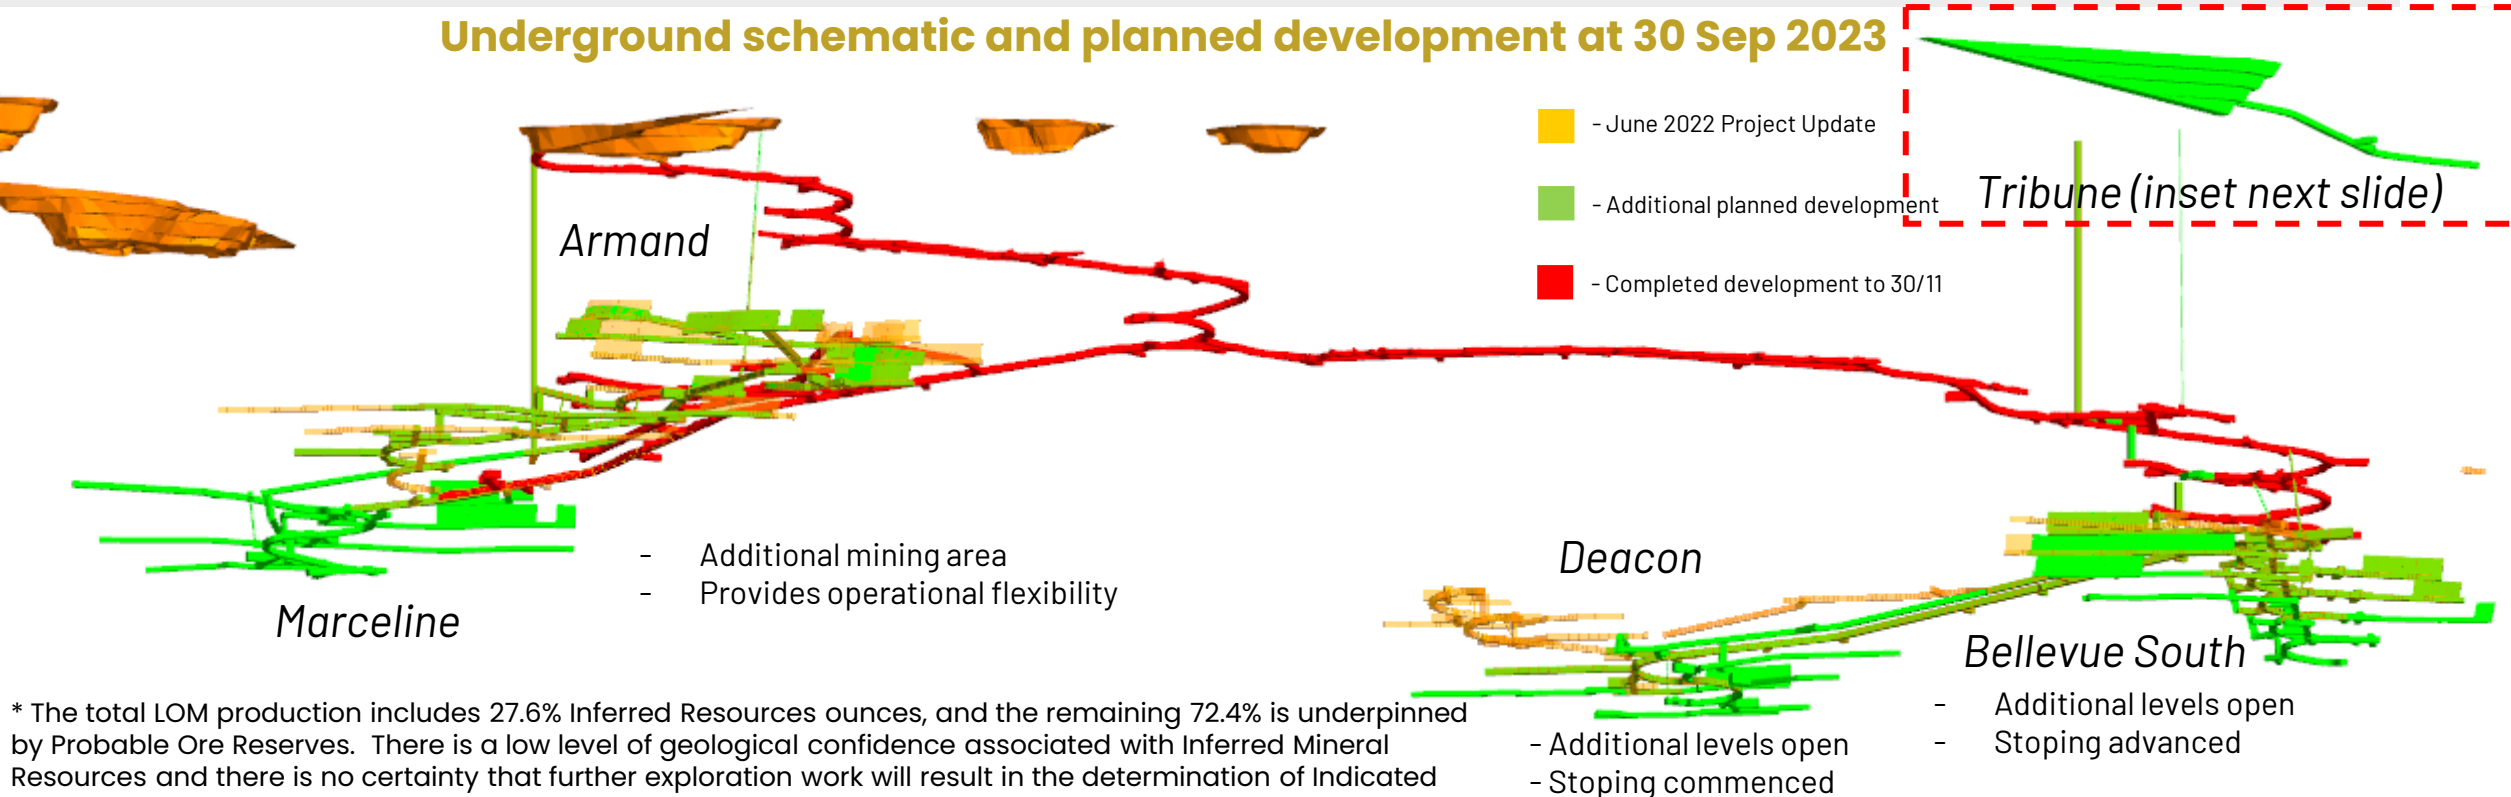 Underground schematic and planned development at 30 Sep 2023
- June 2022 Project Update
- Additional planned development
- Completed development to 30/11
Tribune (inset next slide)
Armand
Marceline
- Additional mining area
- Provides operational flexibility
Deacon
- Additional levels open
- Stoping commenced
Bellevue South
- Additional levels open
- Stoping advanced
* The total LOM production includes 27.6% Inferred Resources ounces, and the remaining 72.4% is underpinned
by Probable Ore Reserves. There is a low level of geological confidence associated with Inferred Mineral
Resources and there is no certainty that further exploration work will result in the determination of Indicated